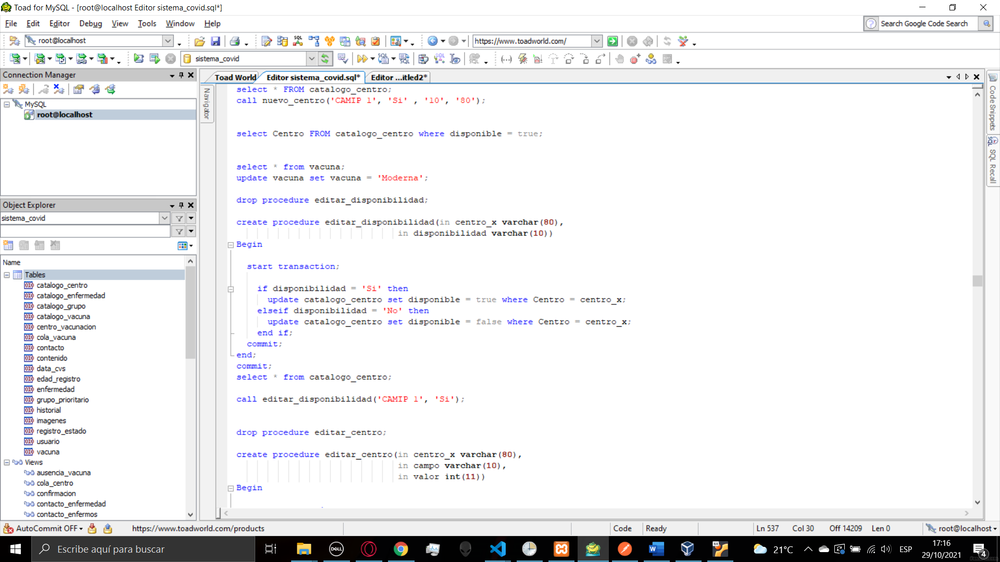 Toad for MySQL - [root@localhost Editor sistema_covid.sql*]
File Edit Editor Debug View Tools Window Help
Search Google Code Search
root@localhost
https://www.toadworld.com/
sistema_covid
Connection Manager
MySQL
root@localhost
Object Explorer
sistema_covid
Name
Tables
catalogo_centro
catalogo_enfermedad
catalogo_grupo
catalogo_vacuna
centro_vacunacion
cola_vacuna
contacto
contenido
data_cvs
edad_registro
enfermedad
grupo_prioritario
historial
imagenes
registro_estado
usuario
vacuna
Views
ausencia_vacuna
cola_centro
confirmacion
contacto_enfermedad
contacto_enfermos
Toad World
Editor sistema_covid.sql*
Editor ...itled2*
Navigator
select * FROM catalogo_centro;
call nuevo_centro('CAMIP 1', 'Si' , '10', '80');
select Centro FROM catalogo_centro where disponible = true;
select * from vacuna;
update vacuna set vacuna = 'Moderna';
drop procedure editar_disponibilidad;
create procedure editar_disponibilidad(in centro_x varchar(80),
in disponibilidad varchar(10))
Begin
start transaction;
if disponibilidad = 'Si' then
update catalogo_centro set disponible = true where Centro = centro_x;
elseif disponibilidad = 'No' then
update catalogo_centro set disponible = false where Centro = centro_x;
end if;
commit;
end;
commit;
select * from catalogo_centro;
call editar_disponibilidad('CAMIP 1', 'Si');
drop procedure editar_centro;
create procedure editar_centro(in centro_x varchar(80),
in campo varchar(10),
in valor int(11))
Begin
Code Snippets
SQL Recall
AutoCommit OFF
https://www.toadworld.com/products
Code
Ready
Ln 537
Col 30
Off 14209
Len 0
root@localhost
Escribe aquí para buscar
DELL
21°C
ESP
17:16
29/10/2021
4